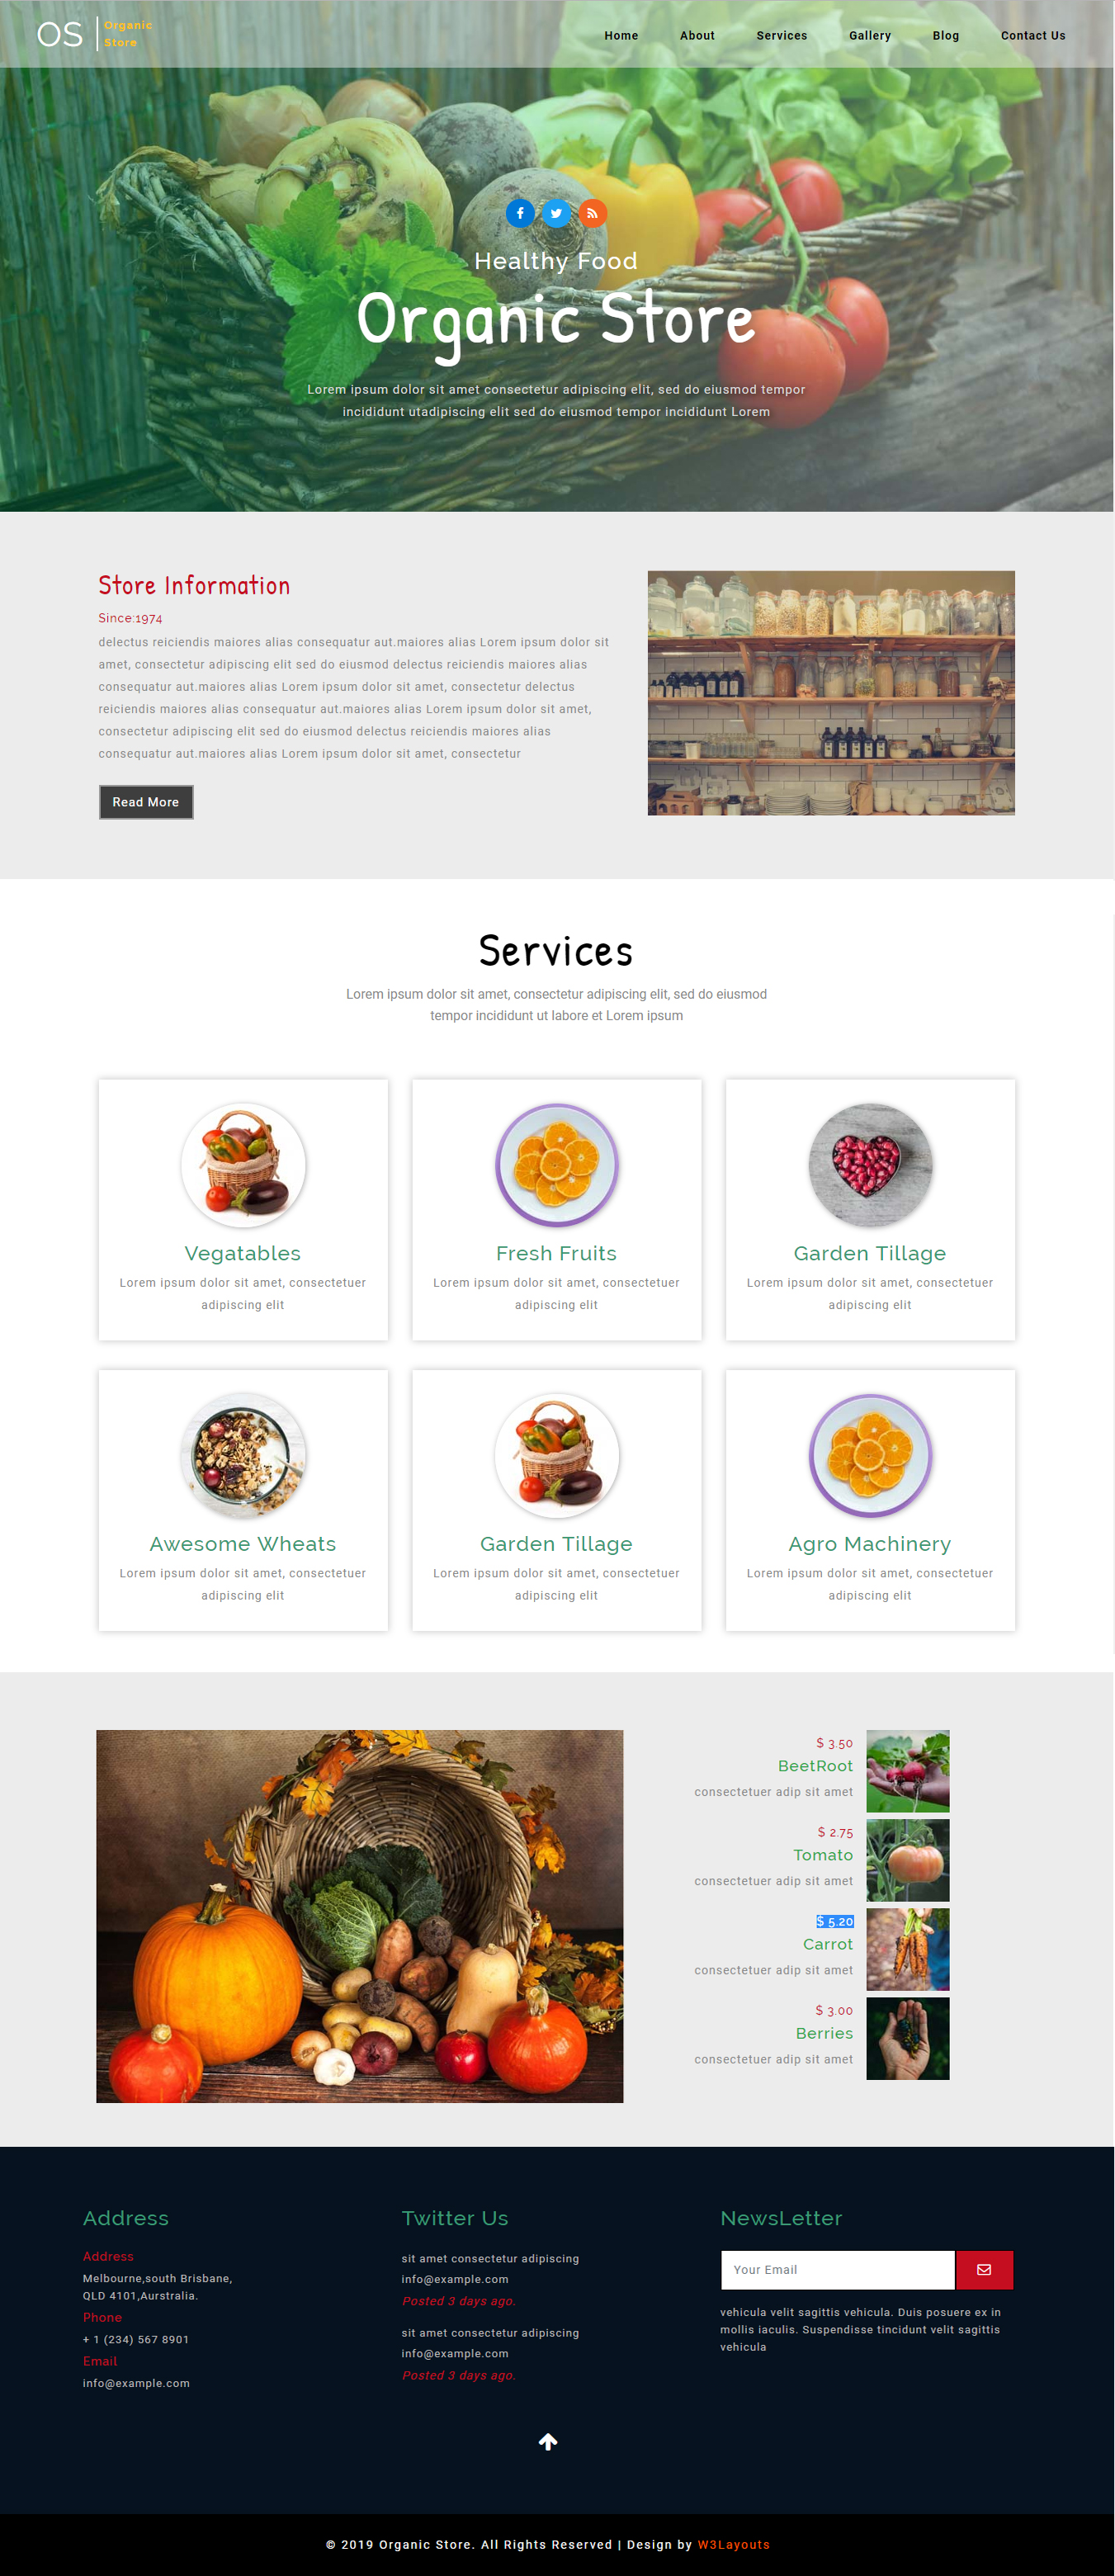 OS
Organic
Store
Home
About
Services
Gallery
Blog
Contact Us
Healthy Food
Organic Store
Lorem ipsum dolor sit amet consectetur adipiscing elit, sed do eiusmod tempor
incididunt utadipiscing elit sed do eiusmod tempor incididunt Lorem
Store Information
Since:1974
delectus reiciendis maiores alias consequatur aut.maiores alias Lorem ipsum dolor sit
amet, consectetur adipiscing elit sed do eiusmod delectus reiciendis maiores alias
consequatur aut.maiores alias Lorem ipsum dolor sit amet, consectetur delectus
reiciendis maiores alias consequatur aut.maiores alias Lorem ipsum dolor sit amet,
consectetur adipiscing elit sed do eiusmod delectus reiciendis maiores alias
consequatur aut.maiores alias Lorem ipsum dolor sit amet, consectetur
Read More
Services
Lorem ipsum dolor sit amet, consectetur adipiscing elit, sed do eiusmod
tempor incididunt ut labore et Lorem ipsum
Vegatables
Lorem ipsum dolor sit amet, consectetuer
adipiscing elit
Fresh Fruits
Lorem ipsum dolor sit amet, consectetuer
adipiscing elit
Garden Tillage
Lorem ipsum dolor sit amet, consectetuer
adipiscing elit
Awesome Wheats
Lorem ipsum dolor sit amet, consectetuer
adipiscing elit
Garden Tillage
Lorem ipsum dolor sit amet, consectetuer
adipiscing elit
Agro Machinery
Lorem ipsum dolor sit amet, consectetuer
adipiscing elit
$ 3.50
BeetRoot
consectetuer adip sit amet
$ 2.75
Tomato
consectetuer adip sit amet
$ 5.20
Carrot
consectetuer adip sit amet
$ 3.00
Berries
consectetuer adip sit amet
Address
Address
Melbourne,south Brisbane,
QLD 4101,Aurstralia.
Phone
+ 1 (234) 567 8901
Email
info@example.com
Twitter Us
sit amet consectetur adipiscing
info@example.com
Posted 3 days ago.
sit amet consectetur adipiscing
info@example.com
Posted 3 days ago.
NewsLetter
Your Email
vehicula velit sagittis vehicula. Duis posuere ex in
mollis iaculis. Suspendisse tincidunt velit sagittis
vehicula
© 2019 Organic Store. All Rights Reserved | Design by W3Layouts